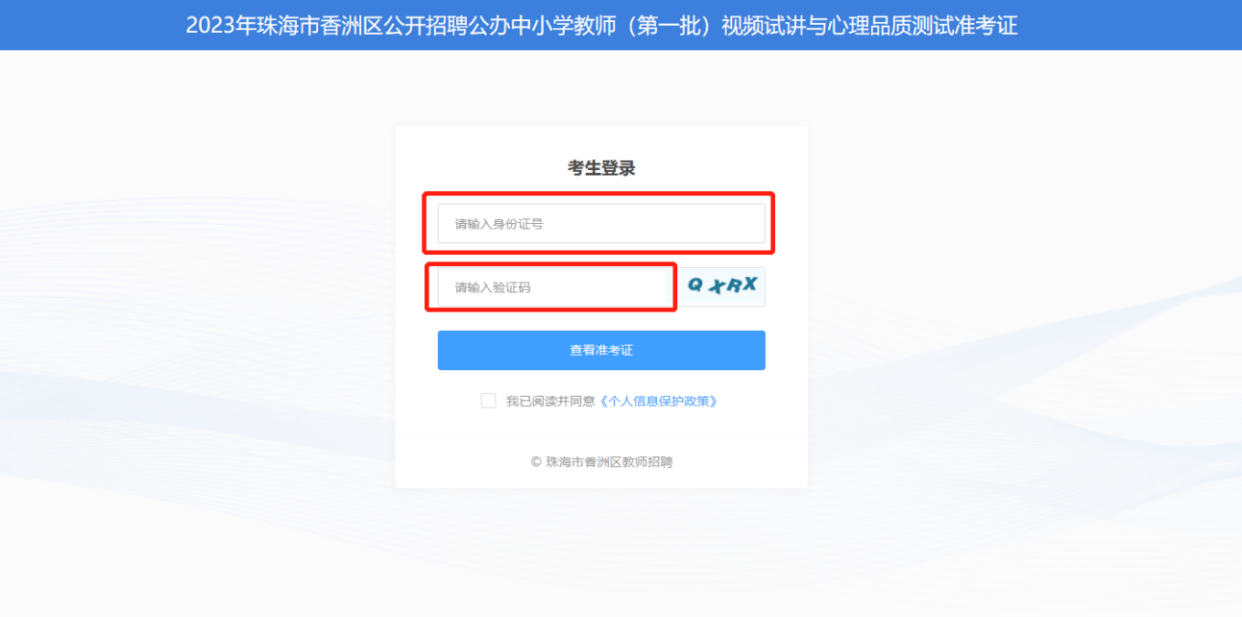 2023年珠海市香洲区公开招聘公办中小学教师（第一批）视频试讲与心理品质测试准考证
考生登录
请输入身份证号
请输入验证码
QXRX
查看准考证
我已阅读并同意《个人信息保护政策》
© 珠海市香洲区教师招聘